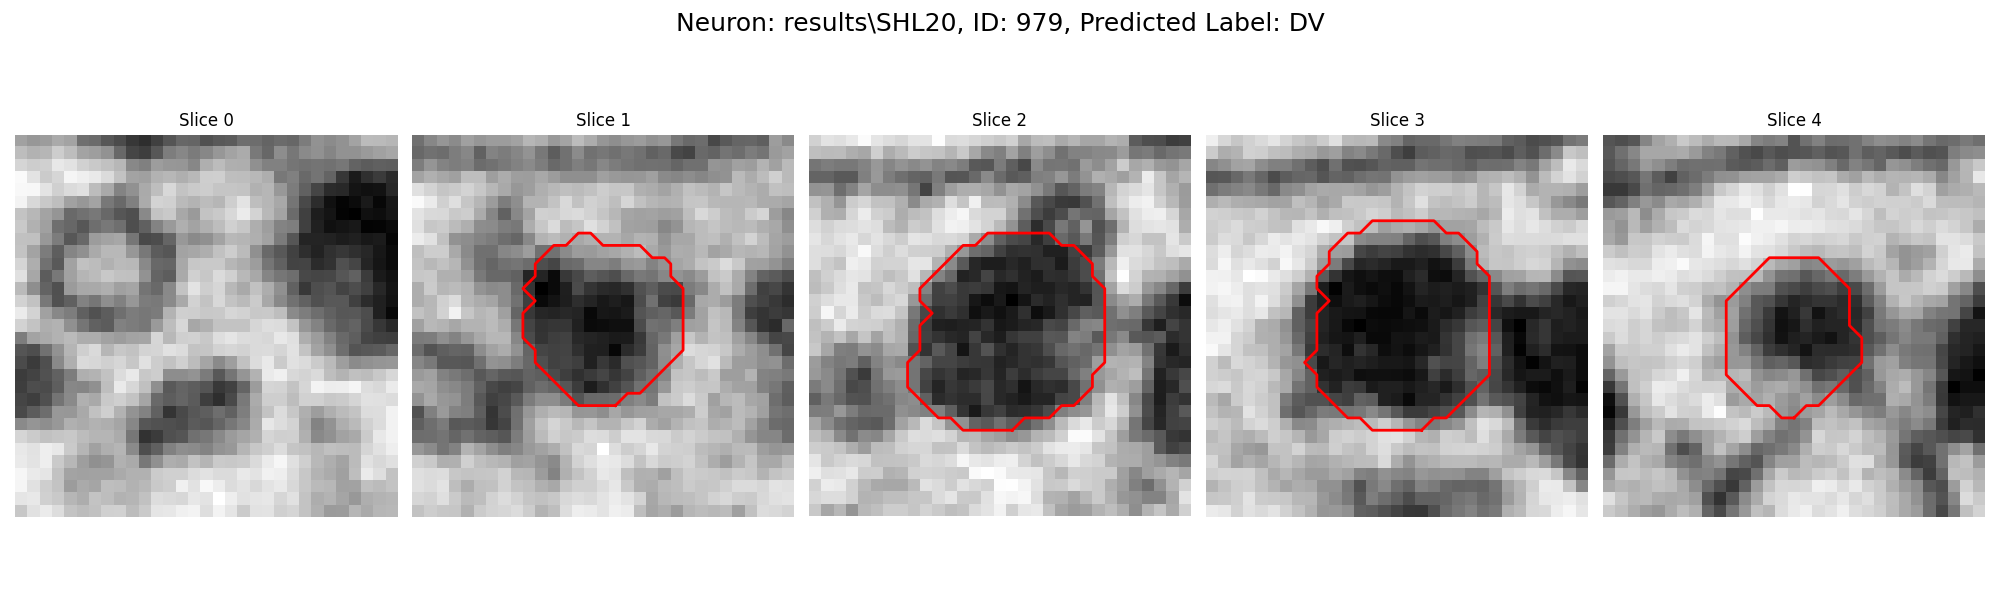 Neuron: results\SHL20, ID: 979, Predicted Label: DV
Slice 0
Slice 1
Slice 2
Slice 3
Slice 4